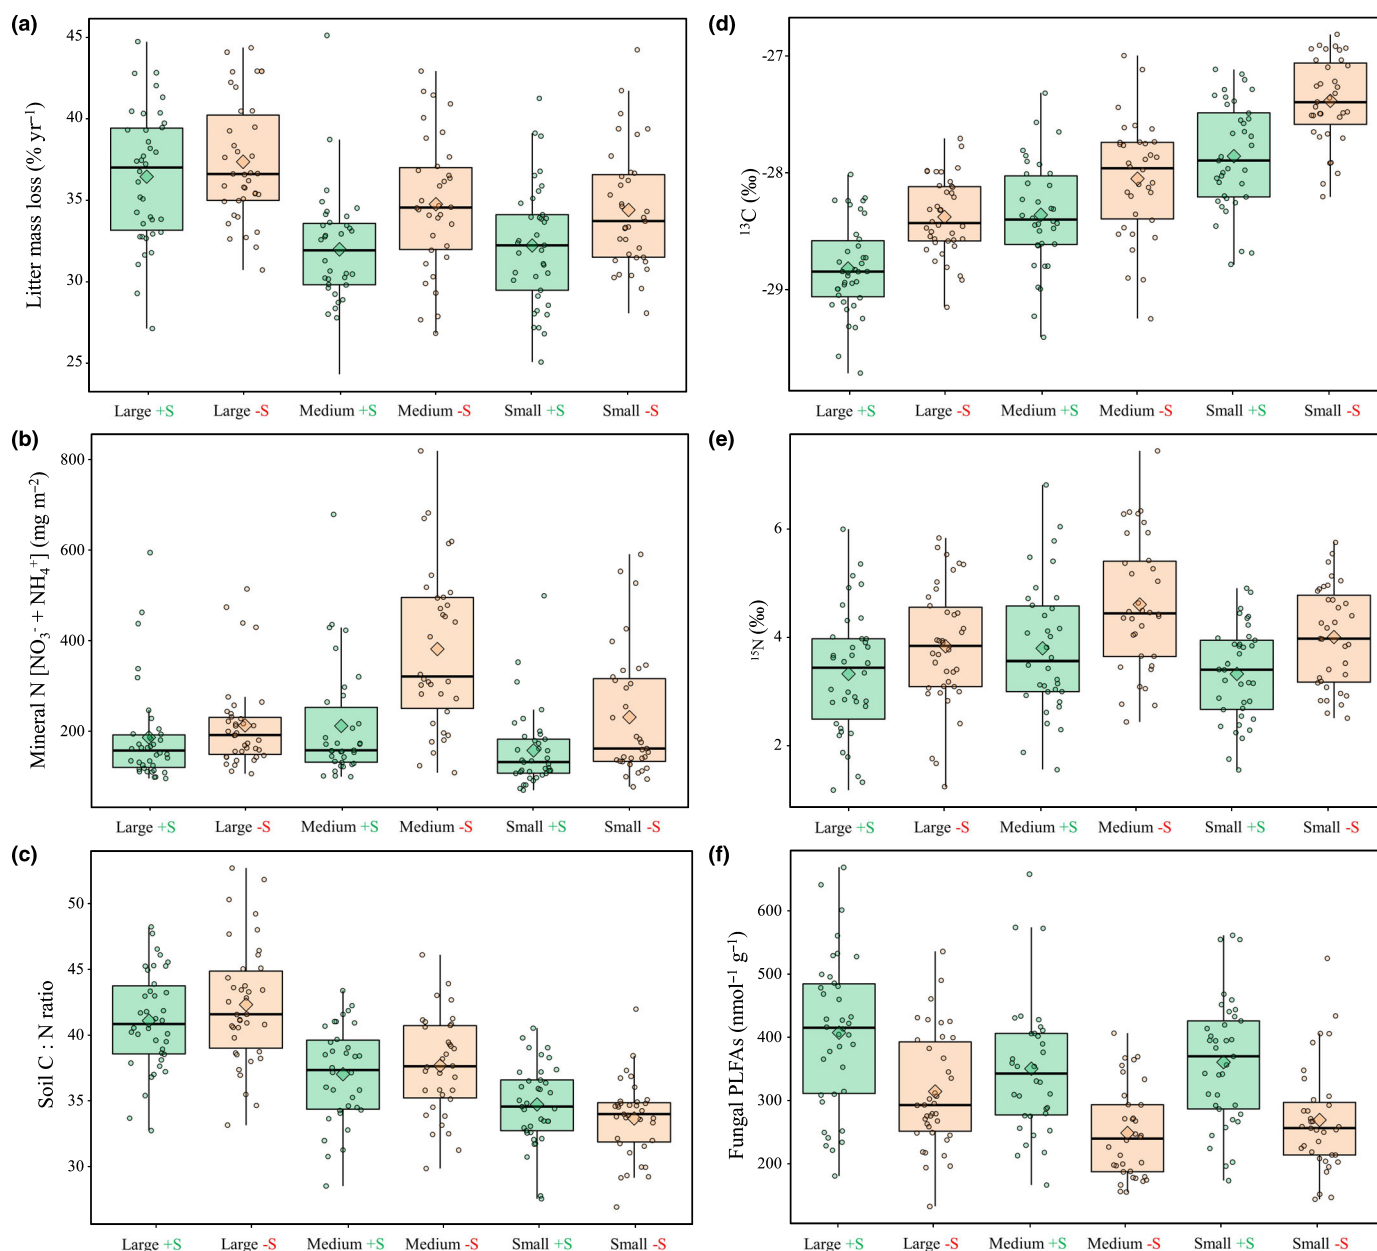 (a)
45
40
35
30
25
Litter mass loss (% yr⁻¹)
Large +S Large -S Medium +S Medium -S Small +S Small -S
(b)
800
600
400
200
Mineral N [NO₃⁻ + NH₄⁺] (mg m⁻²)
Large +S Large -S Medium +S Medium -S Small +S Small -S
(c)
50
45
40
35
30
Soil C : N ratio
Large +S Large -S Medium +S Medium -S Small +S Small -S
(d)
-27
-28
-29
¹³C (‰)
Large +S Large -S Medium +S Medium -S Small +S Small -S
(e)
6
4
2
¹⁵N (‰)
Large +S Large -S Medium +S Medium -S Small +S Small -S
(f)
600
500
400
300
200
Fungal PLFAs (nmol⁻¹ g⁻¹)
Large +S Large -S Medium +S Medium -S Small +S Small -S